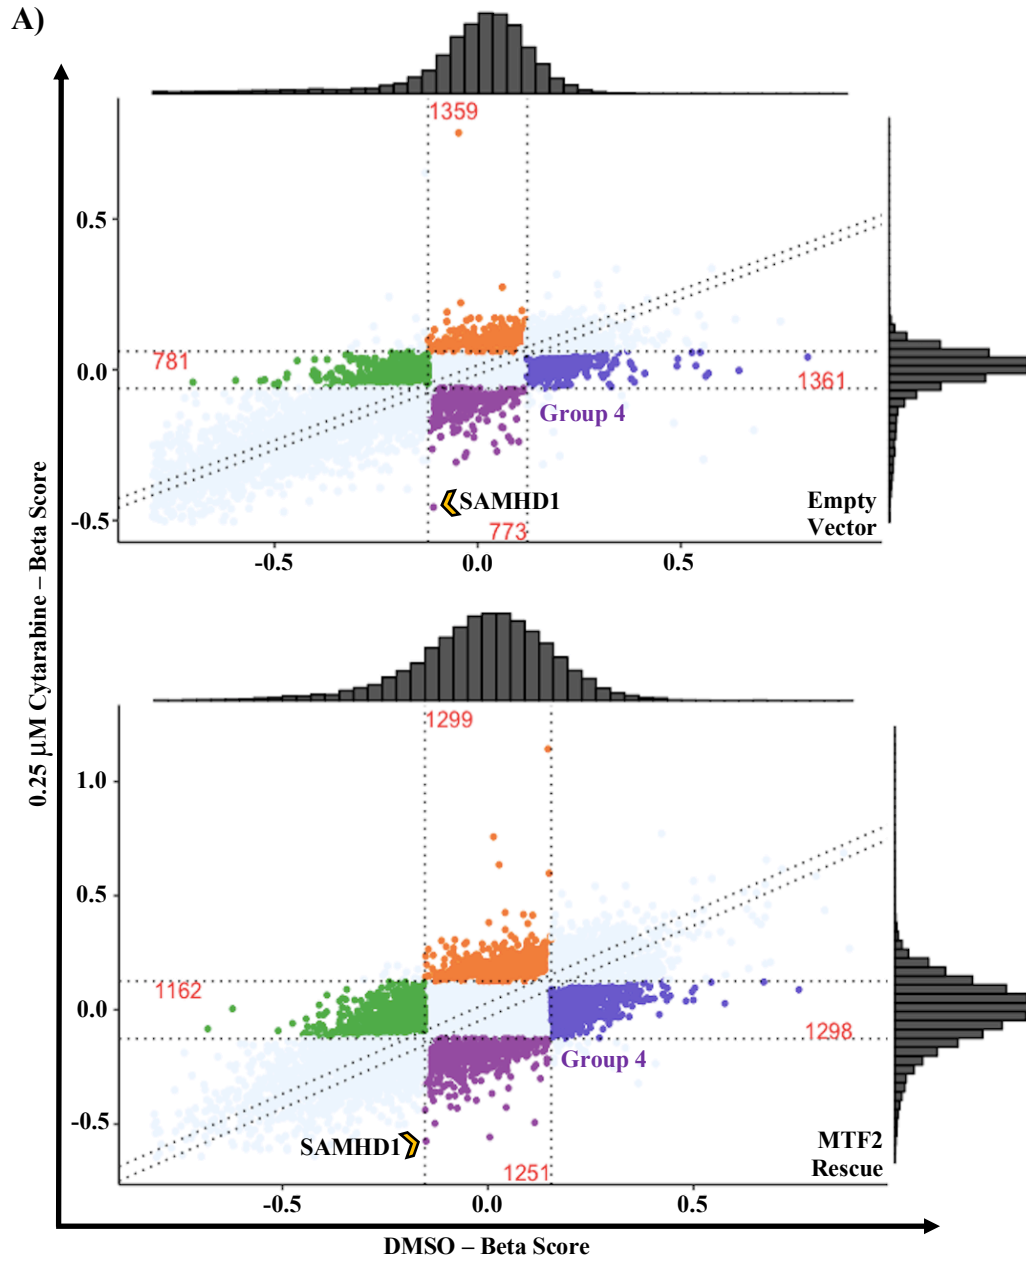 A)
1359
0.5
781
0.0
1361
Group 4
SAMHD1
Empty
Vector
-0.5
773
-0.5
0.0
0.5
0.25 µM Cytarabine – Beta Score
1299
1.0
0.5
1162
0.0
1298
Group 4
-0.5
SAMHD1
MTF2
Rescue
1251
-0.5
0.0
0.5
DMSO – Beta Score